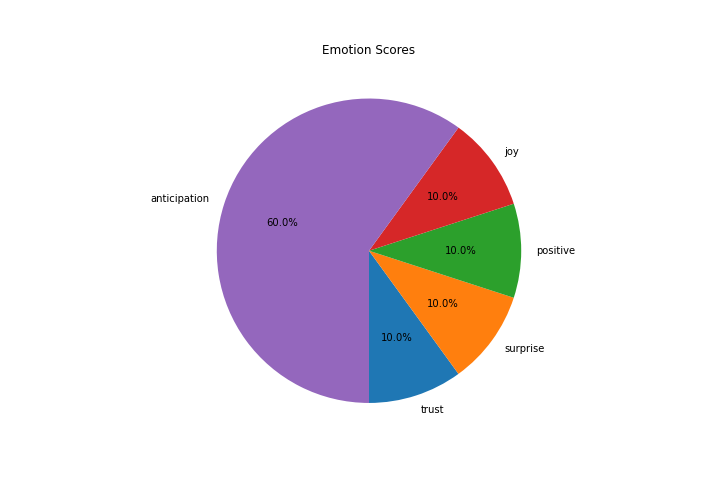 Emotion Scores
joy
anticipation
10.0%
60.0%
positive
10.0%
10.0%
surprise
10.0%
trust